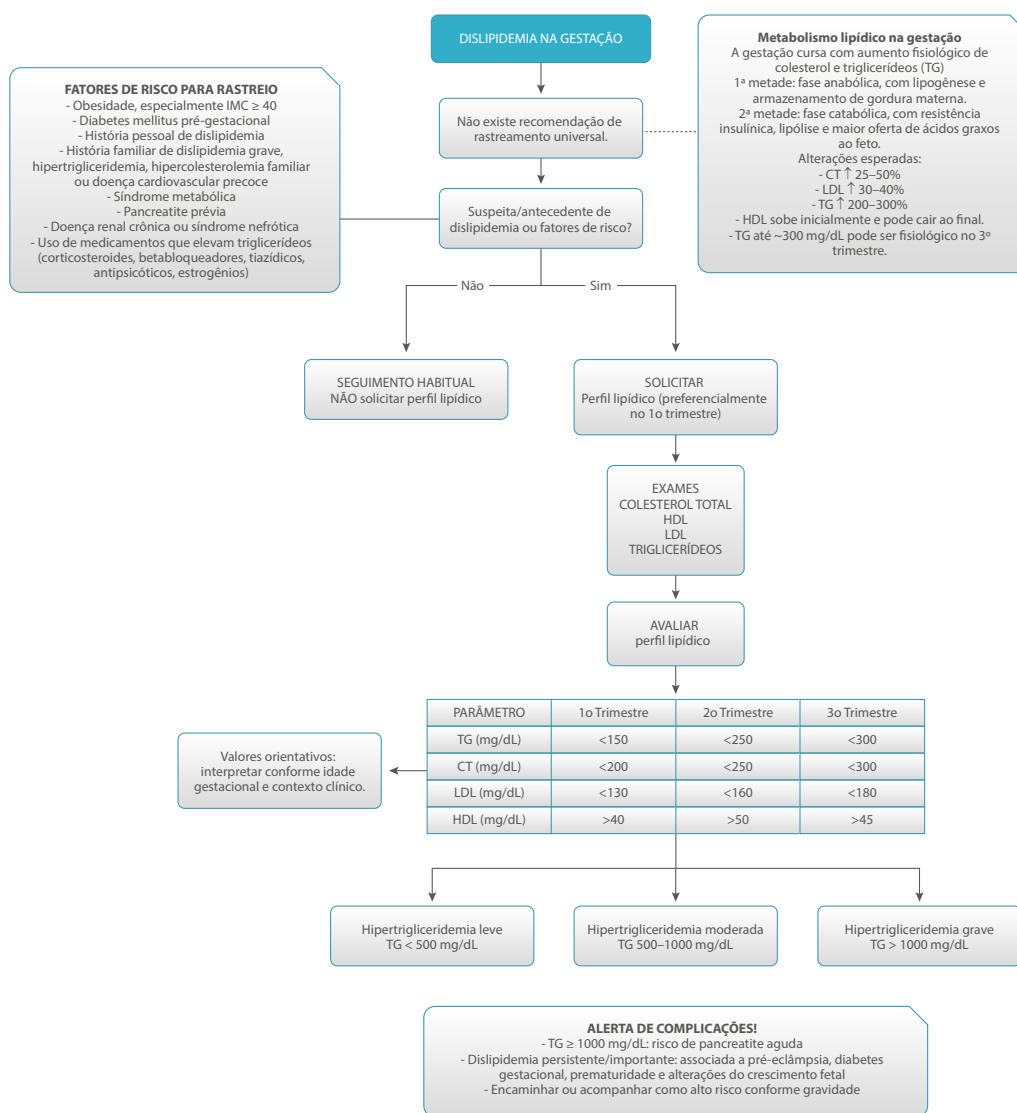 DISLIPIDEMIA NA GESTAÇÃO
Metabolismo lipídico na gestação
A gestação cursa com aumento fisiológico de
colesterol e triglicerídeos (TG)
1ª metade: fase anabólica, com lipogênese e
armazenamento de gordura materna.
2ª metade: fase catabólica, com resistência
insulínica, lipólise e maior oferta de ácidos graxos
ao feto.
Alterações esperadas:
- CT ↑ 25–50%
- LDL ↑ 30–40%
- TG ↑ 200–300%
- HDL sobe inicialmente e pode cair ao final.
- TG até ~300 mg/dL pode ser fisiológico no 3º
trimestre.
FATORES DE RISCO PARA RASTREIO
- Obesidade, especialmente IMC ≥ 40
- Diabetes mellitus pré-gestacional
- História pessoal de dislipidemia
- História familiar de dislipidemia grave,
hipertrigliceridemia, hipercolesterolemia familiar
ou doença cardiovascular precoce
- Síndrome metabólica
- Pancreatite prévia
- Doença renal crônica ou síndrome nefrótica
- Uso de medicamentos que elevam triglicerídeos
(corticosteroides, betabloqueadores, tiazídicos,
antipsicóticos, estrogênios)
Não existe recomendação de
rastreamento universal.
Suspeita/antecedente de
dislipidemia ou fatores de risco?
Não
Sim
SEGUIMENTO HABITUAL
NÃO solicitar perfil lipídico
SOLICITAR
Perfil lipídico (preferencialmente
no 1o trimestre)
EXAMES
COLESTEROL TOTAL
HDL
LDL
TRIGLICERÍDEOS
AVALIAR
perfil lipídico
PARÂMETRO 1o Trimestre 2o Trimestre 3o Trimestre
TG (mg/dL) <150 <250 <300
CT (mg/dL) <200 <250 <300
LDL (mg/dL) <130 <160 <180
HDL (mg/dL) >40 >50 >45
Valores orientativos:
interpretar conforme idade
gestacional e contexto clínico.
Hipertrigliceridemia leve
TG < 500 mg/dL
Hipertrigliceridemia moderada
TG 500–1000 mg/dL
Hipertrigliceridemia grave
TG > 1000 mg/dL
ALERTA DE COMPLICAÇÕES!
- TG ≥ 1000 mg/dL: risco de pancreatite aguda
- Dislipidemia persistente/importante: associada a pré-eclâmpsia, diabetes
gestacional, prematuridade e alterações do crescimento fetal
- Encaminhar ou acompanhar como alto risco conforme gravidade